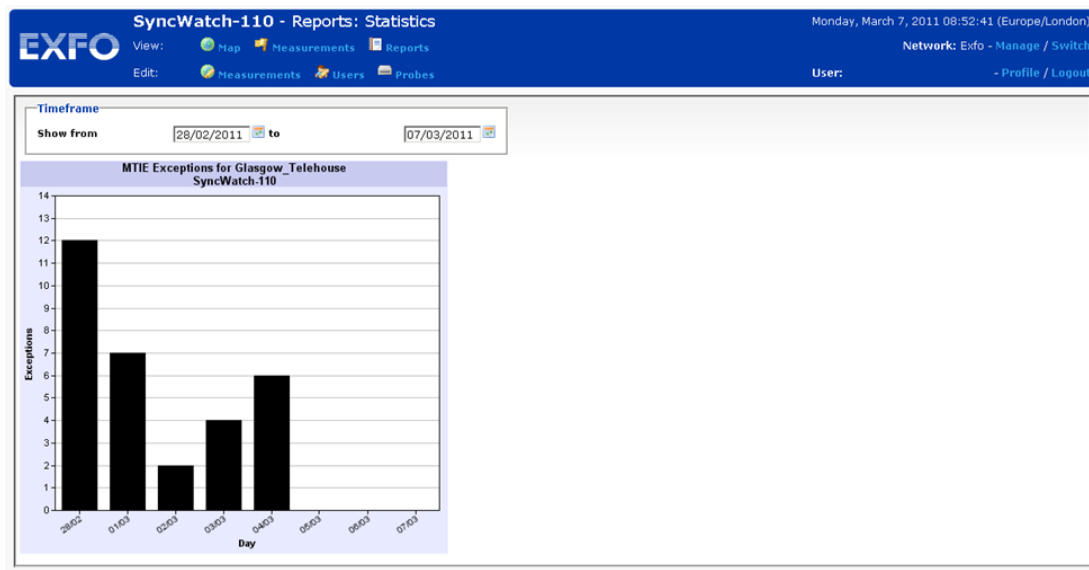 SyncWatch-110 - Reports: Statistics
Monday, March 7, 2011 08:52:41 (Europe/London)
EXFO
View: Map Measurements Reports
Network: Exfo - Manage / Switch
Edit: Measurements Users Probes
User: - Profile / Logout
Timeframe
Show from 28/02/2011 to 07/03/2011
MTIE Exceptions for Glasgow_Telehouse
SyncWatch-110
14
13
12
11
10
9
8
7
6
5
4
3
2
1
0
Exceptions
28/02 01/03 02/03 03/03 04/03 05/03 06/03 07/03
Day